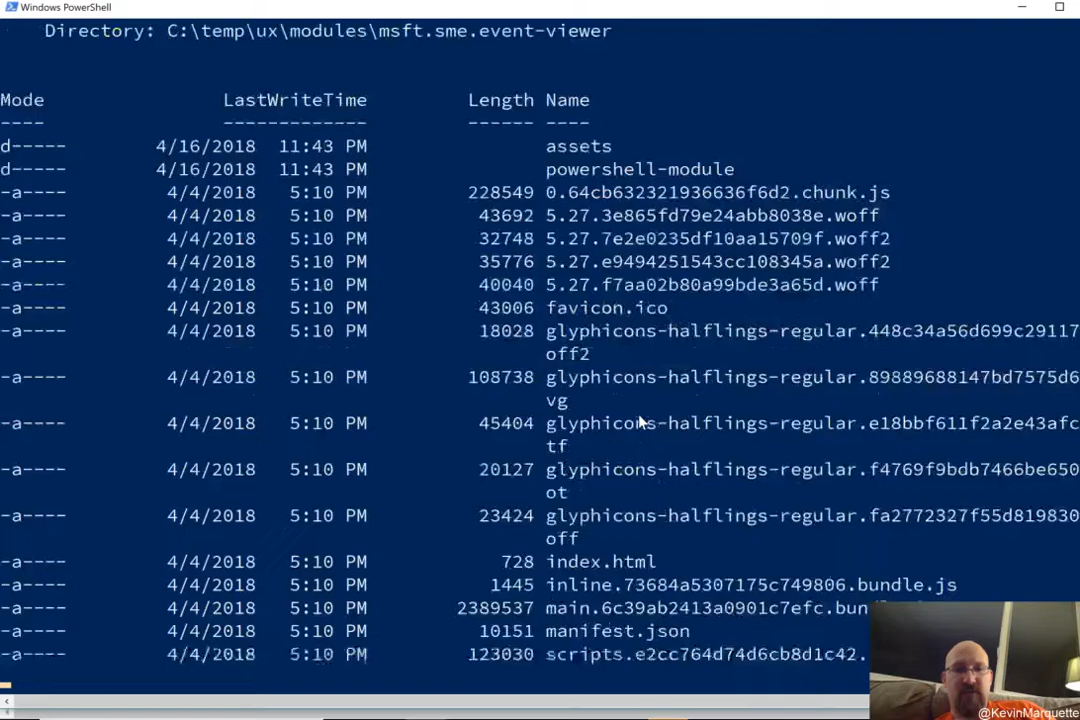 Windows PowerShell
Directory: C:\temp\ux\modules\msft.sme.event-viewer
Mode LastWriteTime Length Name
---- ------------- ------ ----
d----- 4/16/2018 11:43 PM assets
d----- 4/16/2018 11:43 PM powershell-module
-a---- 4/4/2018 5:10 PM 228549 0.64cb632321936636f6d2.chunk.js
-a---- 4/4/2018 5:10 PM 43692 5.27.3e865fd79e24abb8038e.woff
-a---- 4/4/2018 5:10 PM 32748 5.27.7e2e0235df10aa15709f.woff2
-a---- 4/4/2018 5:10 PM 35776 5.27.e9494251543cc108345a.woff2
-a---- 4/4/2018 5:10 PM 40040 5.27.f7aa02b80a99bde3a65d.woff
-a---- 4/4/2018 5:10 PM 43006 favicon.ico
-a---- 4/4/2018 5:10 PM 18028 glyphicons-halflings-regular.448c34a56d699c29117
off2
-a---- 4/4/2018 5:10 PM 108738 glyphicons-halflings-regular.89889688147bd7575d6
vg
-a---- 4/4/2018 5:10 PM 45404 glyphicons-halflings-regular.e18bbf611f2a2e43afc
tf
-a---- 4/4/2018 5:10 PM 20127 glyphicons-halflings-regular.f4769f9bdb7466be650
ot
-a---- 4/4/2018 5:10 PM 23424 glyphicons-halflings-regular.fa2772327f55d819830
off
-a---- 4/4/2018 5:10 PM 728 index.html
-a---- 4/4/2018 5:10 PM 1445 inline.73684a5307175c749806.bundle.js
-a---- 4/4/2018 5:10 PM 2389537 main.6c39ab2413a0901c7efc.bun
-a---- 4/4/2018 5:10 PM 10151 manifest.json
-a---- 4/4/2018 5:10 PM 123030 scripts.e2cc764d74d6cb8d1c42.
@KevinMarquette